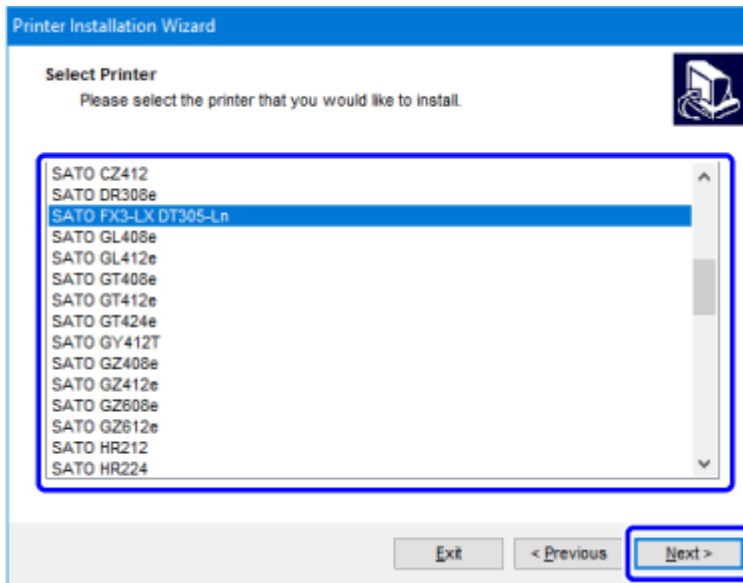 Printer Installation Wizard
Select Printer
Please select the printer that you would like to install.
SATO CZ412
SATO DR308e
SATO FX3-LX DT305-Ln
SATO GL408e
SATO GL412e
SATO GT408e
SATO GT412e
SATO GT424e
SATO GY412T
SATO GZ408e
SATO GZ412e
SATO GZ608e
SATO GZ612e
SATO HR212
SATO HR224
Exit
< Previous
Next >